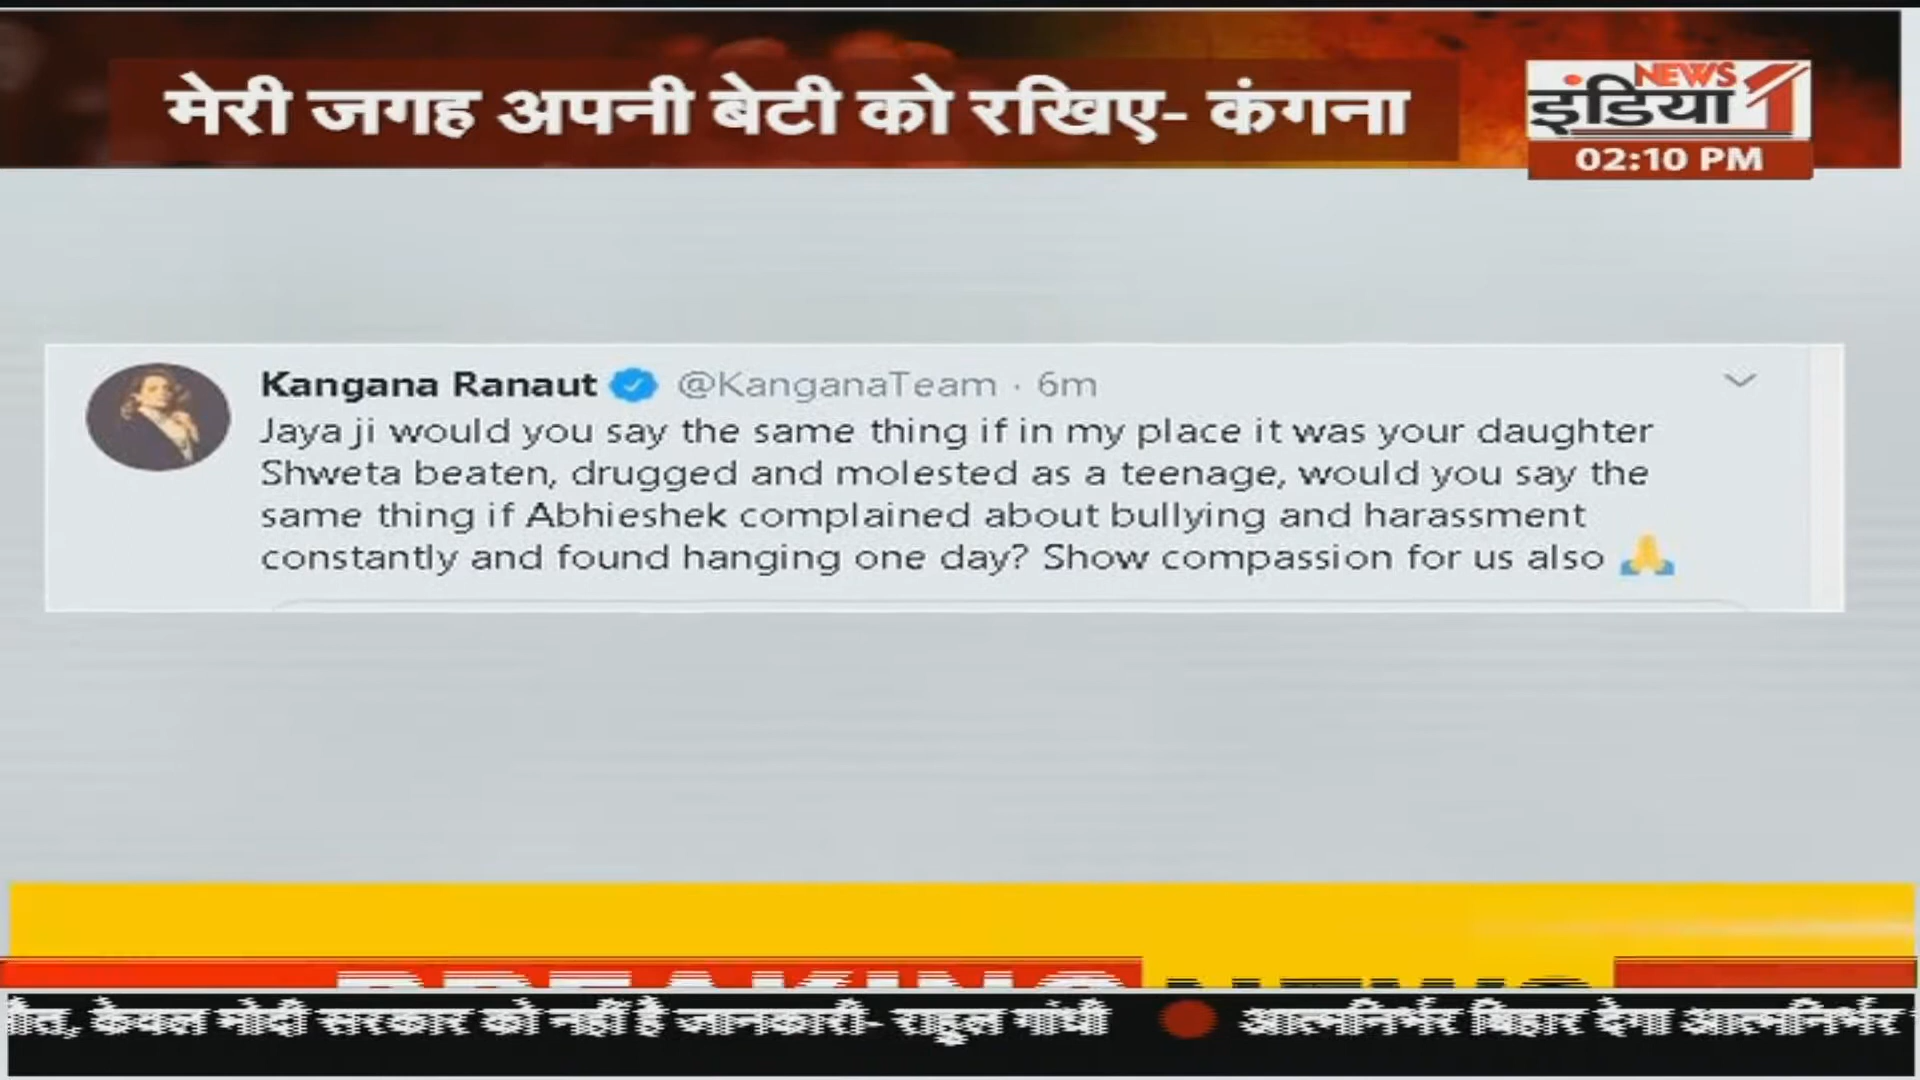 मेरी जगह अपनी बेटी को रखिए- कंगना
NEWS
इंडिया 1
02:10 PM
Kangana Ranaut @KanganaTeam · 6m
Jaya ji would you say the same thing if in my place it was your daughter
Shweta beaten, drugged and molested as a teenage, would you say the
same thing if Abhieshek complained about bullying and harassment
constantly and found hanging one day? Show compassion for us also 🙏
BREAKING NEWS
केवल मोदी सरकार को नहीं है जानकारी- राहुल गांधी ● आत्मनिर्भर बिहार देगा आत्मनिर्भर